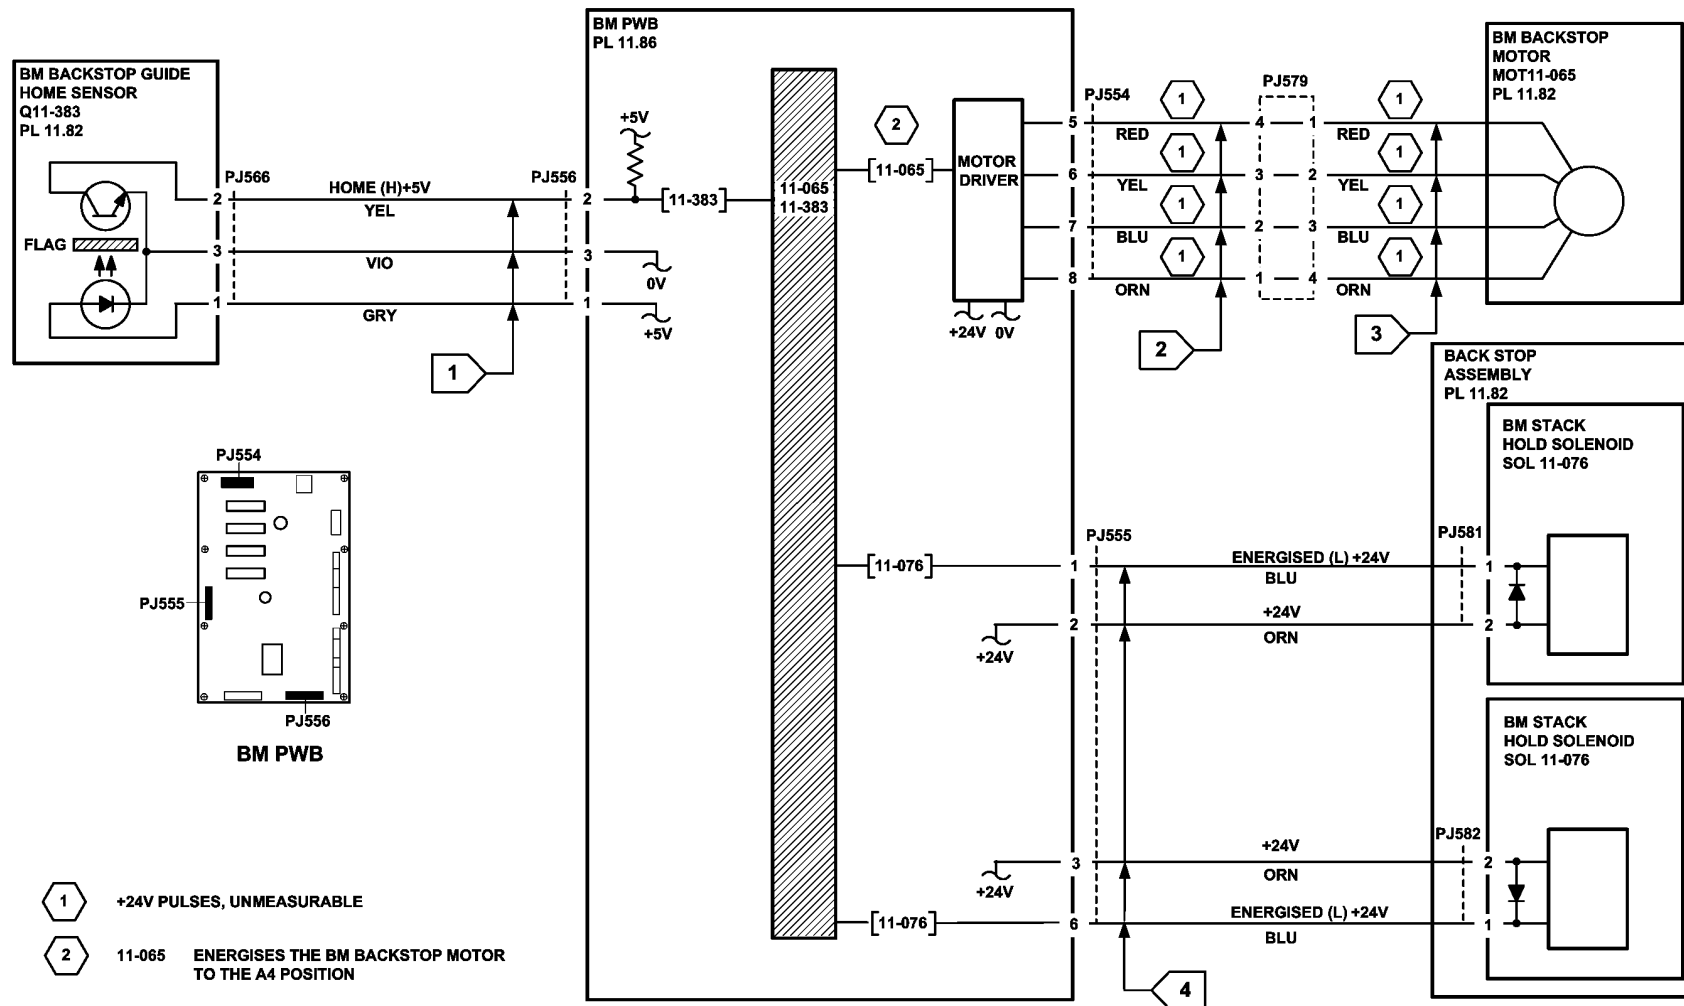 BM BACKSTOP GUIDE
HOME SENSOR
Q11-383
PL 11.82
FLAG
PJ566
2
3
1
HOME (H)+5V
YEL
VIO
GRY
1
PJ556
2
3
1
BM PWB
PL 11.86
+5V
[11-383]
0V
+5V
11-065
11-383
2
[11-065]
MOTOR
DRIVER
+24V 0V
PJ554
5
6
7
8
1
RED
1
YEL
1
BLU
1
ORN
2
PJ579
4 1
3 2
2 3
1 4
1
RED
1
YEL
1
BLU
1
ORN
3
BM BACKSTOP
MOTOR
MOT11-065
PL 11.82
BACK STOP
ASSEMBLY
PL 11.82
BM STACK
HOLD SOLENOID
SOL 11-076
[11-076]
+24V
PJ555
1
2
ENERGISED (L) +24V
BLU
+24V
ORN
PJ581
1
2
BM STACK
HOLD SOLENOID
SOL 11-076
+24V
[11-076]
3
6
+24V
ORN
ENERGISED (L) +24V
BLU
PJ582
2
1
4
PJ554
PJ555
PJ556
BM PWB
1 +24V PULSES, UNMEASURABLE
2 11-065 ENERGISES THE BM BACKSTOP MOTOR
TO THE A4 POSITION